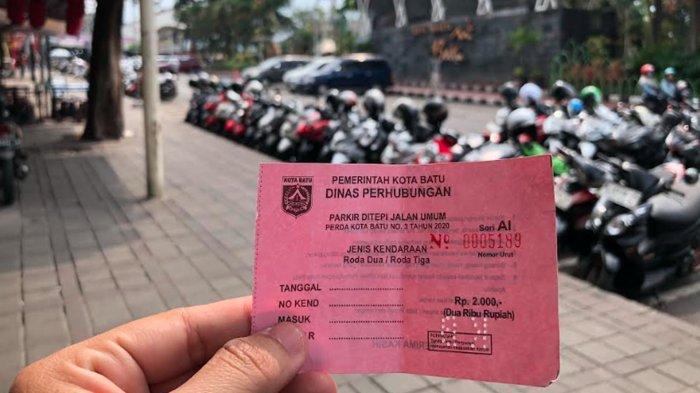 KOTA BATU
PEMERINTAH KOTA BATU
DINAS PERHUBUNGAN
PARKIR DITEPI JALAN UMUM
PERDA KOTA BATU NO. 3 TAHUN 2020
Seri AI
Nº 0005189
Nomor Urut
JENIS KENDARAAN
Roda Dua / Roda Tiga
TANGGAL
NO KEND
MASUK
R
Rp. 2.000,-
(Dua Ribu Rupiah)